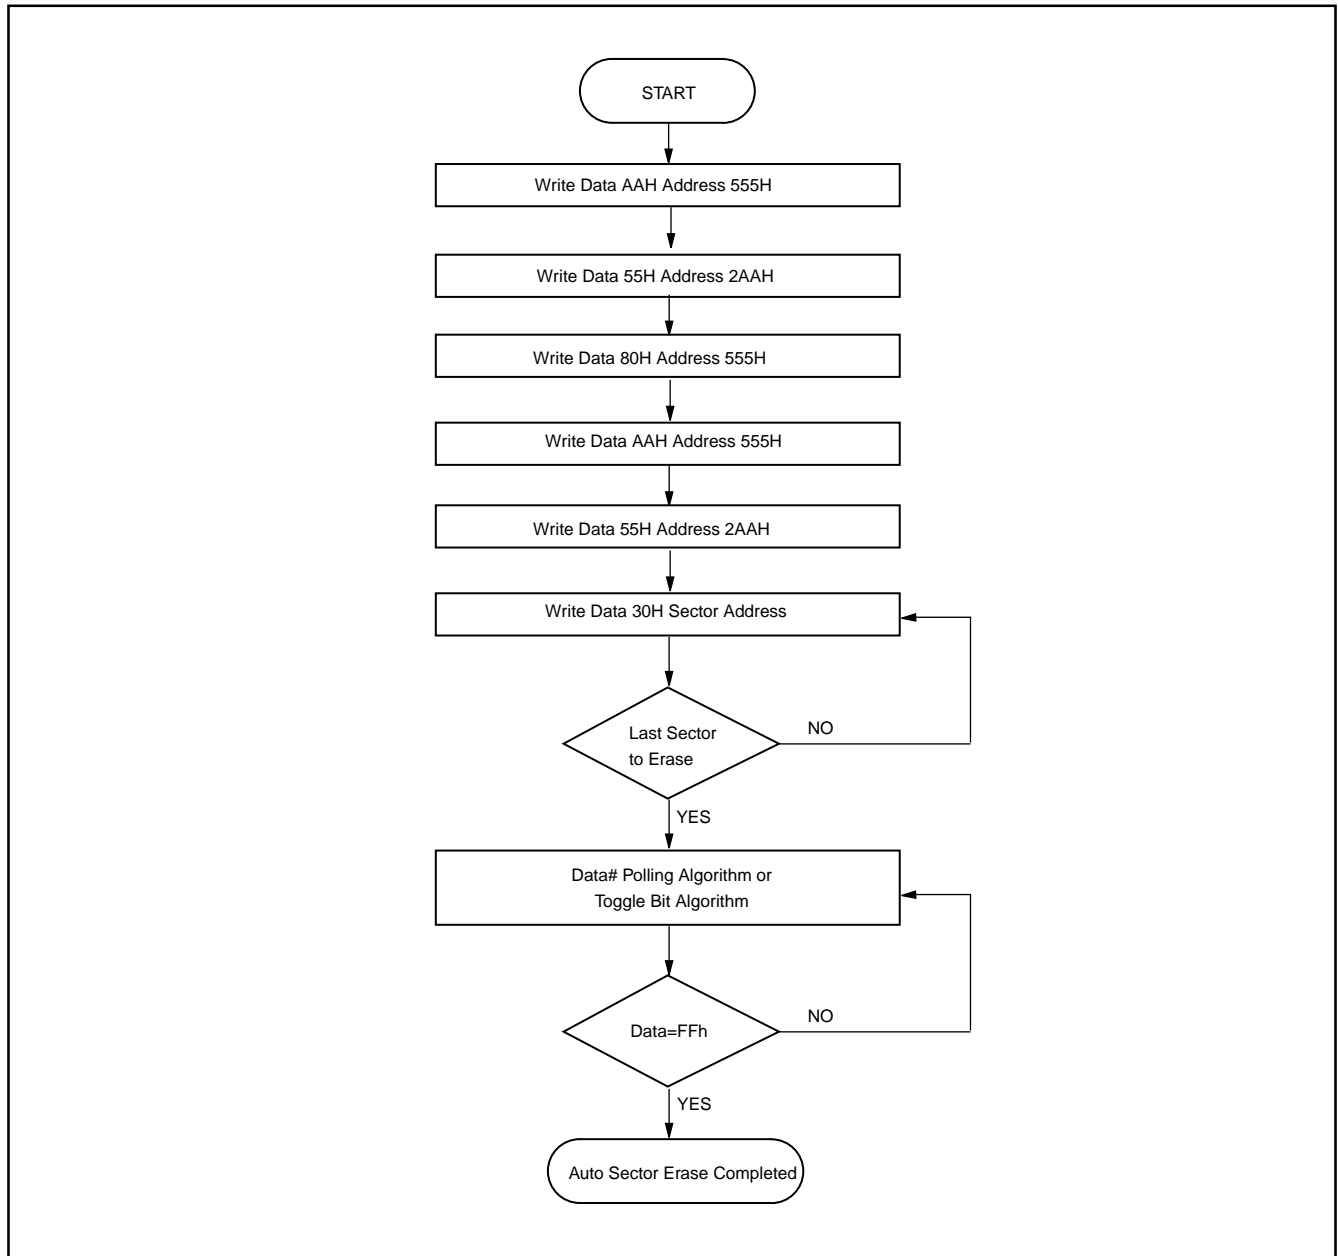 START
Write Data AAH Address 555H
Write Data 55H Address 2AAH
Write Data 80H Address 555H
Write Data AAH Address 555H
Write Data 55H Address 2AAH
Write Data 30H Sector Address
Last Sector
to Erase
NO
YES
Data# Polling Algorithm or
Toggle Bit Algorithm
Data=FFh
NO
YES
Auto Sector Erase Completed